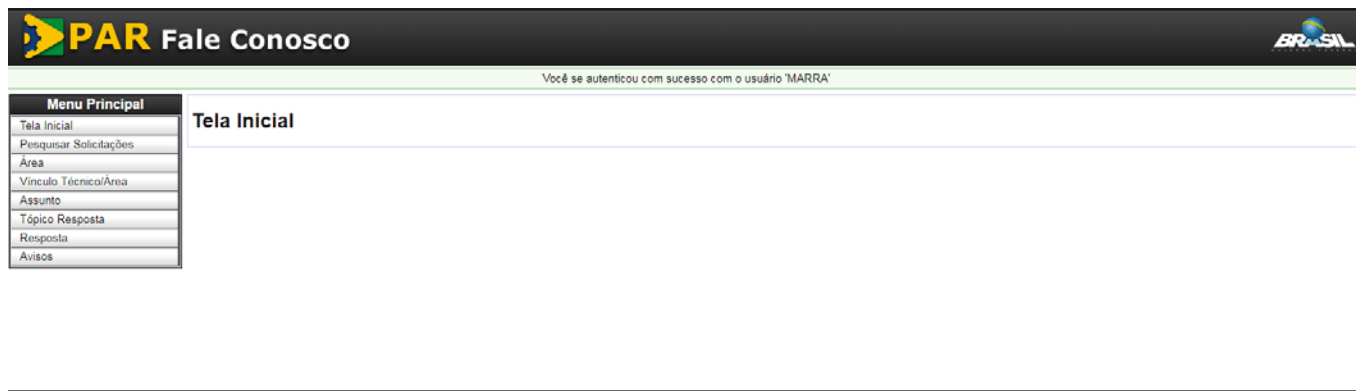 PAR Fale Conosco
BRASIL
Você se autenticou com sucesso com o usuário 'MARRA'
Menu Principal
Tela Inicial
Pesquisar Solicitações
Área
Vínculo Técnico/Área
Assunto
Tópico Resposta
Resposta
Avisos
Tela Inicial